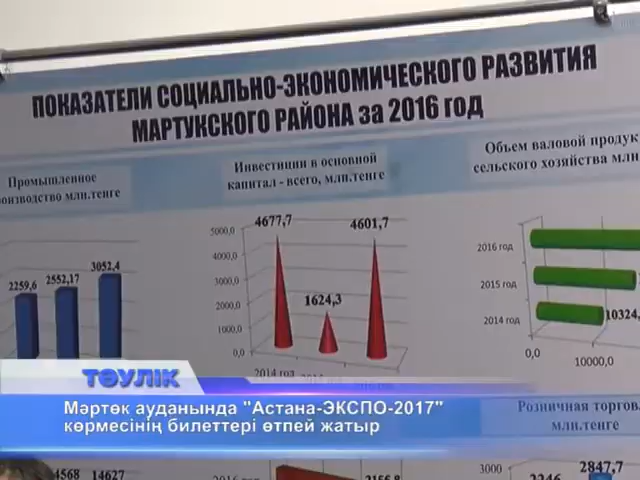 ПОКАЗАТЕЛИ СОЦИАЛЬНО-ЭКОНОМИЧЕСКОГО РАЗВИТИЯ
МАРТУКСКОГО РАЙОНА за 2016 год
Промышленное
оизводство млн.тенге
2259,6
2552,17
3052,4
Инвестиции в основной
капитал - всего, млн.тенге
5000,0
4000,0
3000,0
2000,0
1000,0
0,0
4677,7
1624,3
4601,7
2014 год
Объем валовой продук
сельского хозяйства млн
2016 год
2015 год
2014 год
10324,
0,0
10000,0
ТӘУЛІК
Мәртөк ауданында "Астана-ЭКСПО-2017"
көрмесінің билеттері өтпей жатыр
Розничная торгов
млн.тенге
4568
14627
3000
2847,7